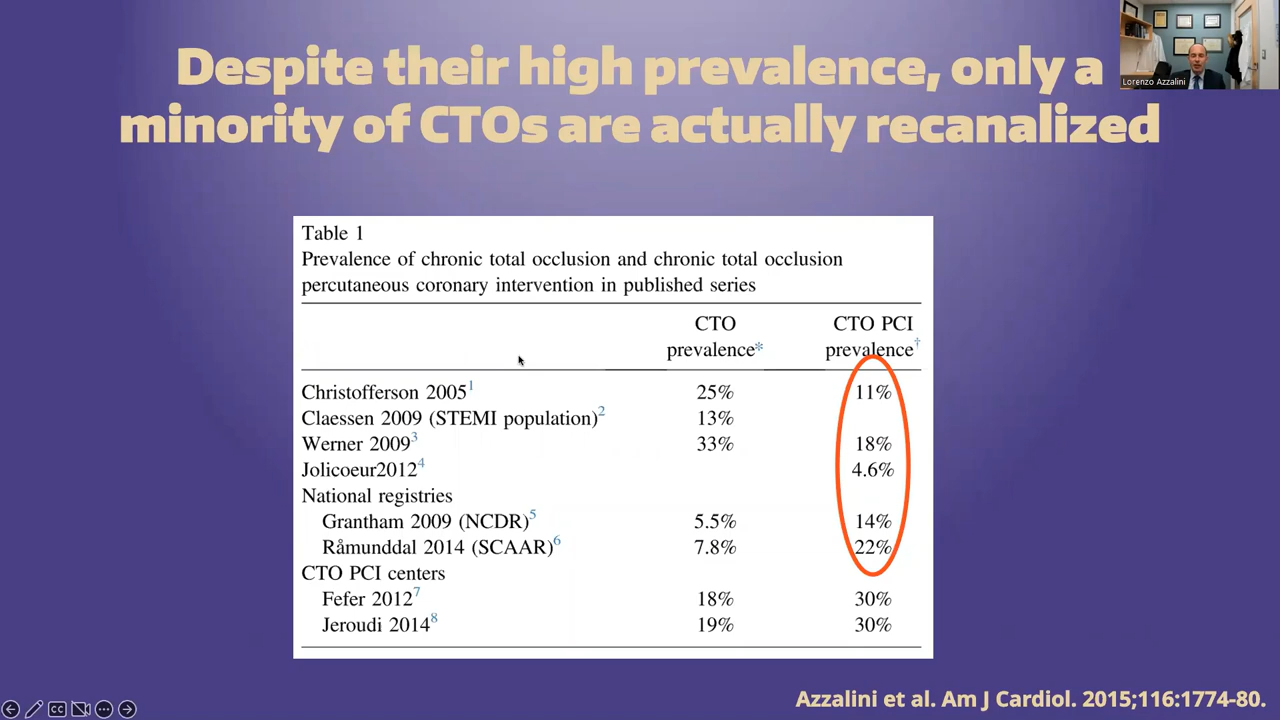 Despite their high prevalence, only a
minority of CTOs are actually recanalized
Lorenzo Azzalini
Table 1
Prevalence of chronic total occlusion and chronic total occlusion
percutaneous coronary intervention in published series
CTO prevalence* CTO PCI prevalence†
Christofferson 2005¹ 25% 11%
Claessen 2009 (STEMI population)² 13%
Werner 2009³ 33% 18%
Jolicoeur2012⁴ 4.6%
National registries
Grantham 2009 (NCDR)⁵ 5.5% 14%
Råmunddal 2014 (SCAAR)⁶ 7.8% 22%
CTO PCI centers
Fefer 2012⁷ 18% 30%
Jeroudi 2014⁸ 19% 30%
Azzalini et al. Am J Cardiol. 2015;116:1774-80.
CC